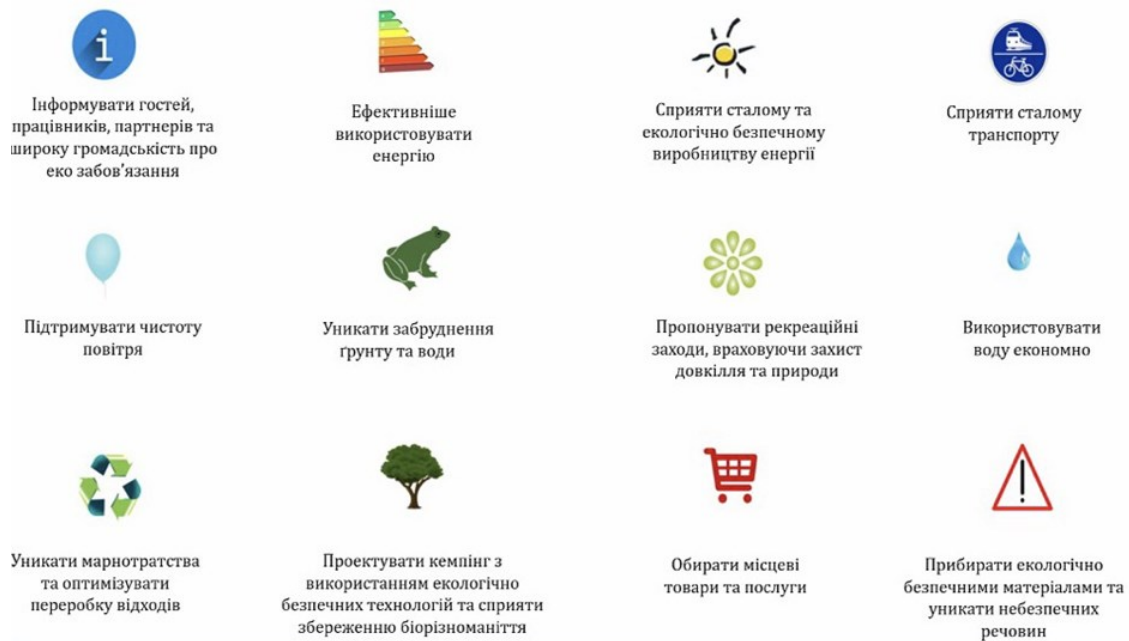 Інформувати гостей,
працівників, партнерів та
широку громадськість про
еко забов’язання
Ефективніше
використовувати
енергію
Сприяти сталому та
екологічно безпечному
виробництву енергії
Сприяти сталому
транспорту
Підтримувати чистоту
повітря
Уникати забруднення
ґрунту та води
Пропонувати рекреаційні
заходи, враховуючи захист
довкілля та природи
Використовувати
воду економно
Уникати марнотратства
та оптимізувати
переробку відходів
Проектувати кемпінг з
використанням екологічно
безпечних технологій та сприяти
збереженню біорізноманіття
Обирати місцеві
товари та послуги
Прибирати екологічно
безпечними матеріалами та
уникати небезпечних
речовин